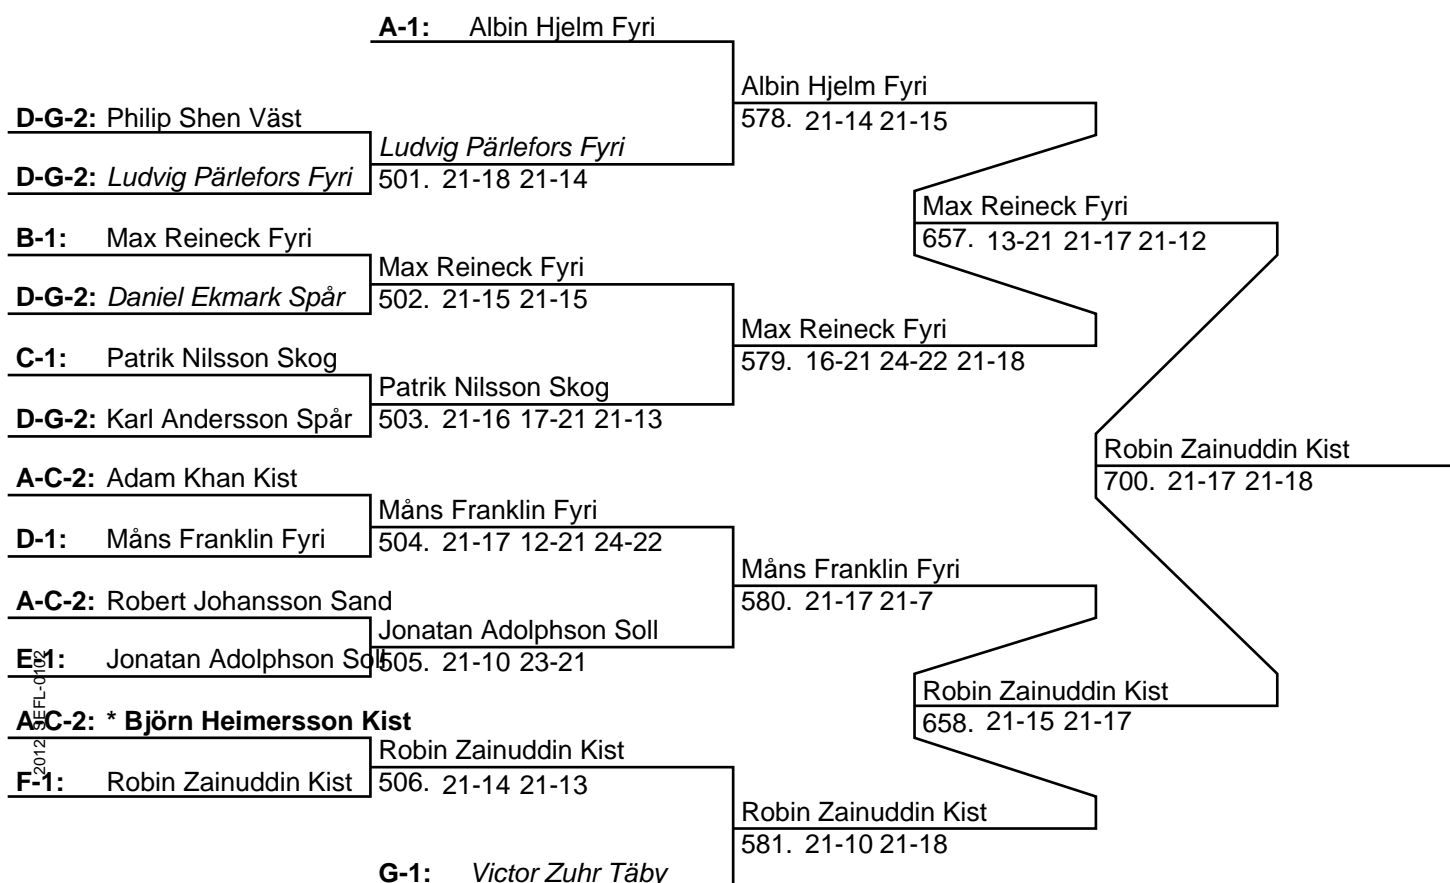 A-1: Albin Hjelm Fyri
Albin Hjelm Fyri
578. 21-14 21-15
D-G-2: Philip Shen Väst
Ludvig Pärlefors Fyri
D-G-2: Ludvig Pärlefors Fyri
501. 21-18 21-14
Max Reineck Fyri
657. 13-21 21-17 21-12
B-1: Max Reineck Fyri
Max Reineck Fyri
D-G-2: Daniel Ekmark Spår
502. 21-15 21-15
Max Reineck Fyri
579. 16-21 24-22 21-18
C-1: Patrik Nilsson Skog
Patrik Nilsson Skog
D-G-2: Karl Andersson Spår
503. 21-16 17-21 21-13
Robin Zainuddin Kist
700. 21-17 21-18
A-C-2: Adam Khan Kist
Måns Franklin Fyri
D-1: Måns Franklin Fyri
504. 21-17 12-21 24-22
Måns Franklin Fyri
580. 21-17 21-7
A-C-2: Robert Johansson Sand
Jonatan Adolphson Soll
E-1: Jonatan Adolphson Soll
505. 21-10 23-21
Robin Zainuddin Kist
658. 21-15 21-17
A-C-2: * Björn Heimersson Kist
Robin Zainuddin Kist
F-1: Robin Zainuddin Kist
506. 21-14 21-13
Robin Zainuddin Kist
581. 21-10 21-18
G-1: Victor Zuhr Täby